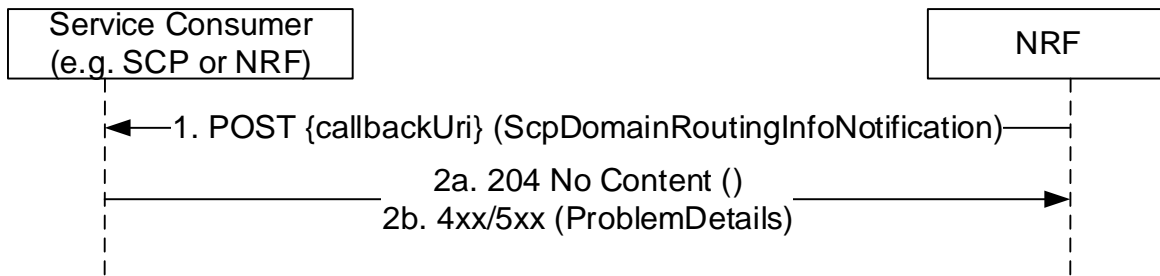 Service Consumer
(e.g. SCP or NRF)
NRF
1. POST {callbackUri} (ScpDomainRoutingInfoNotification)
2a. 204 No Content ()
2b. 4xx/5xx (ProblemDetails)